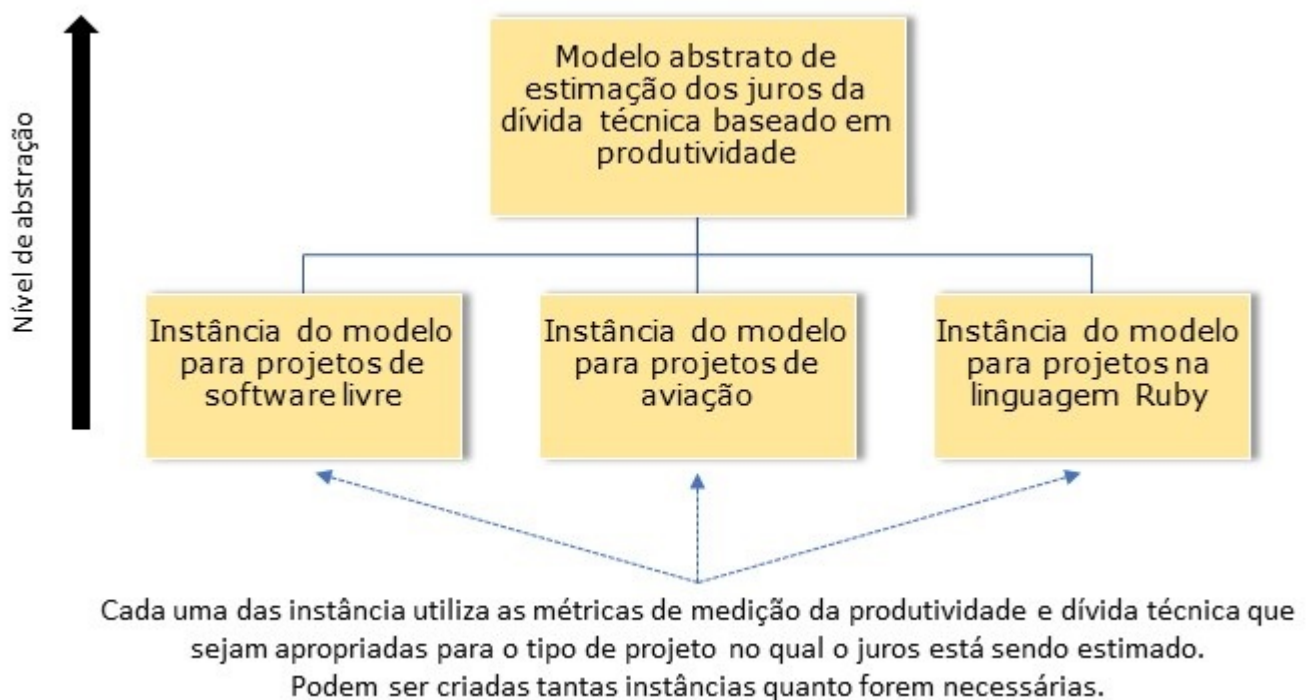 Nível de abstração
Modelo abstrato de
estimação dos juros da
dívida técnica baseado em
produtividade
Instância do modelo
para projetos de
software livre
Instância do modelo
para projetos de
aviação
Instância do modelo
para projetos na
linguagem Ruby
Cada uma das instância utiliza as métricas de medição da produtividade e dívida técnica que
sejam apropriadas para o tipo de projeto no qual o juros está sendo estimado.
Podem ser criadas tantas instâncias quanto forem necessárias.